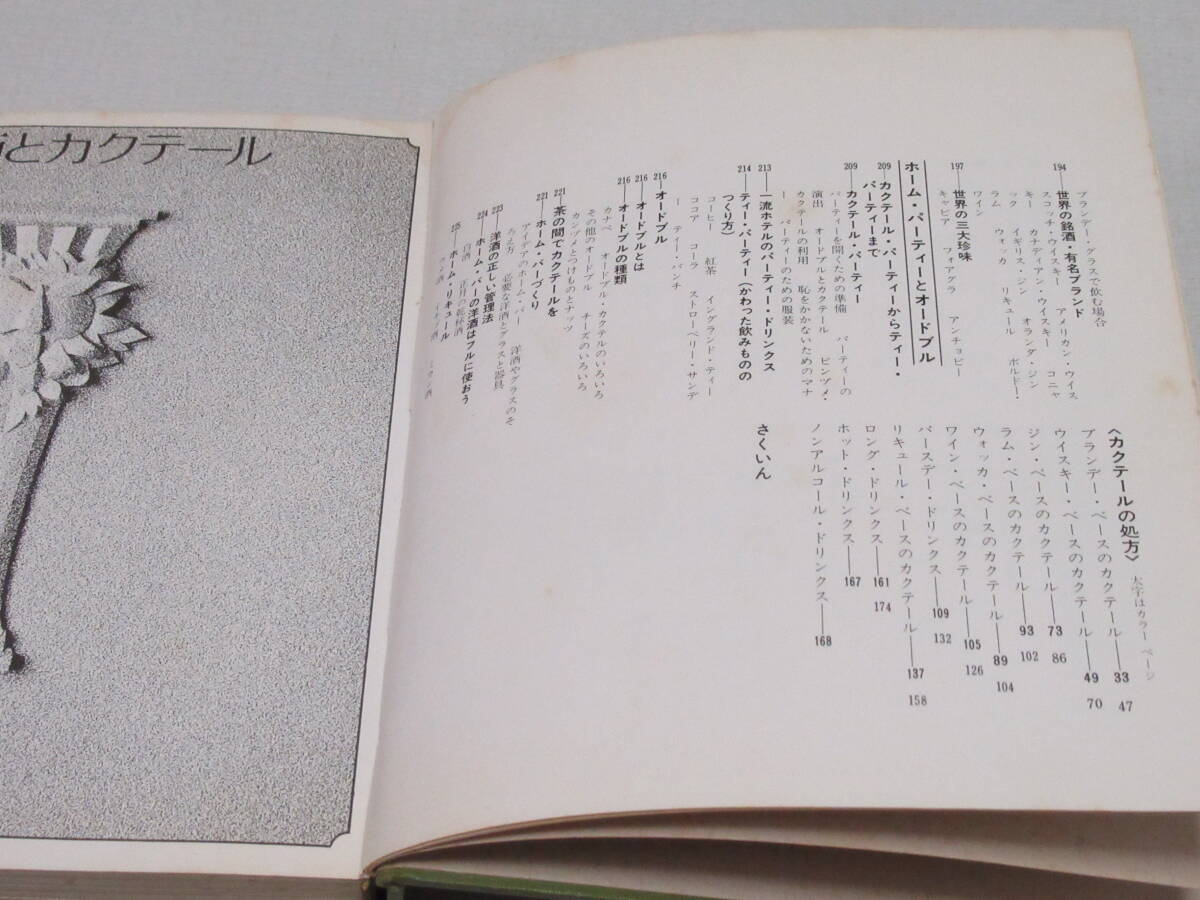 ブランデー・グラスで飲む場合
194―世界の銘酒・有名ブランド
スコッチ・ウイスキー アメリカン・ウイス
キー カナディアン・ウイスキー コニャ
ック イギリス・ジン オランダ・ジン
ラム ウォッカ リキュール ボルドー・
ワイン
197―世界の三大珍味
キャビア フォアグラ アンチョビー
ホーム・パーティーとオードブル
209―カクテール・パーティーからティー・
パーティーまで
209―カクテール・パーティー
パーティーを開くための準備 パーティーの
演出 オードブルとカクテール ビンヅメ・
カクテールの利用 恥をかかないためのマナ
ー パーティーのための服装
213―一流ホテルのパーティー・ドリンクス
214―ティー・パーティー(かわった飲みものの
つくり方)
コーヒー 紅茶 イングランド・ティー
ココア コーラ ストローベリー・サンデ
ー ティー・パンチ
216―オードブル
216―オードブルとは
216―オードブルの種類
カナペ オードブル・カクテルのいろいろ
その他のオードブル チーズのいろいろ
カンヅメとつけものとナッツ
221―茶の間でカクテールを
221―ホーム・バーづくり
アイデアのホーム・バー 洋酒やグラスのそ
ろえ方 必要な洋酒とグラスと器具
223―洋酒の正しい管理法
224―ホーム・バーの洋酒はフルに使おう
白酒 正月の乾杯酒
225―ホーム・リキュール
〈カクテールの処方〉 太字はカラー ページ
ブランデー・ベースのカクテール――33 47
ウイスキー・ベースのカクテール――49 70
ジン・ベースのカクテール――73 86
ラム・ベースのカクテール――93 102
ウォッカ・ベースのカクテール――89 104
ワイン・ベースのカクテール――105 126
バースデー・ドリンクス――109 132
リキュール・ベースのカクテール――137 158
ロング・ドリンクス――161 174
ホット・ドリンクス――167
ノンアルコール・ドリンクス――168
さくいん
とカクテール